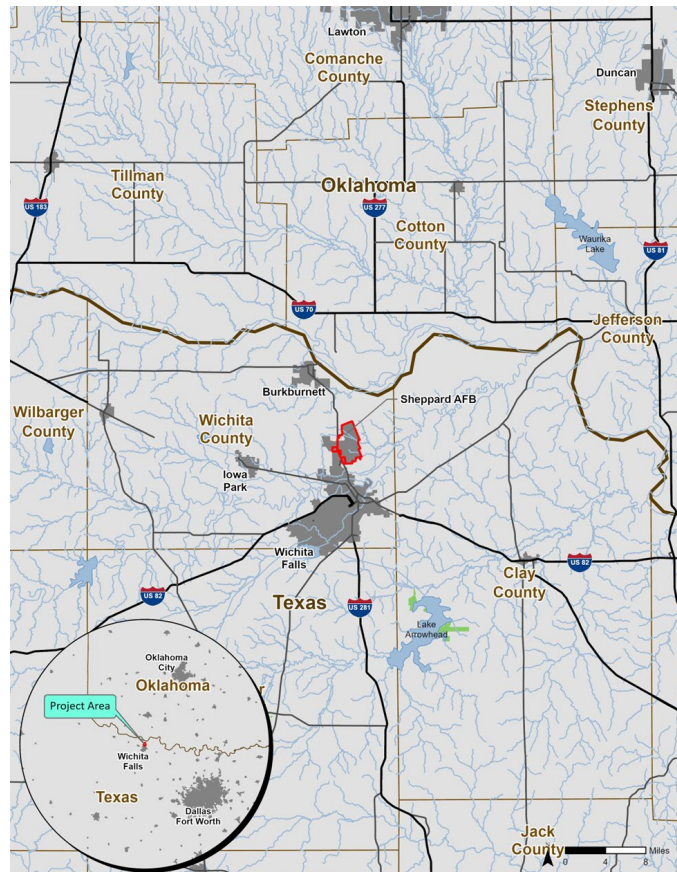 Lawton
Comanche
County
Duncan
Stephens
County
Tillman
County
Oklahoma
US 183
US 277
Cotton
County
Waurika
Lake
US 81
US 70
Jefferson
County
Burkburnett
Sheppard AFB
Wilbarger
County
Wichita
County
Iowa
Park
Wichita
Falls
US 82
Clay
County
US 82
Texas
US 281
Lake
Arrowhead
Oklahoma
City
Oklahoma
r
Project Area
Wichita
Falls
Texas
Dallas
Fort Worth
Jack
County
Miles
0 4 8